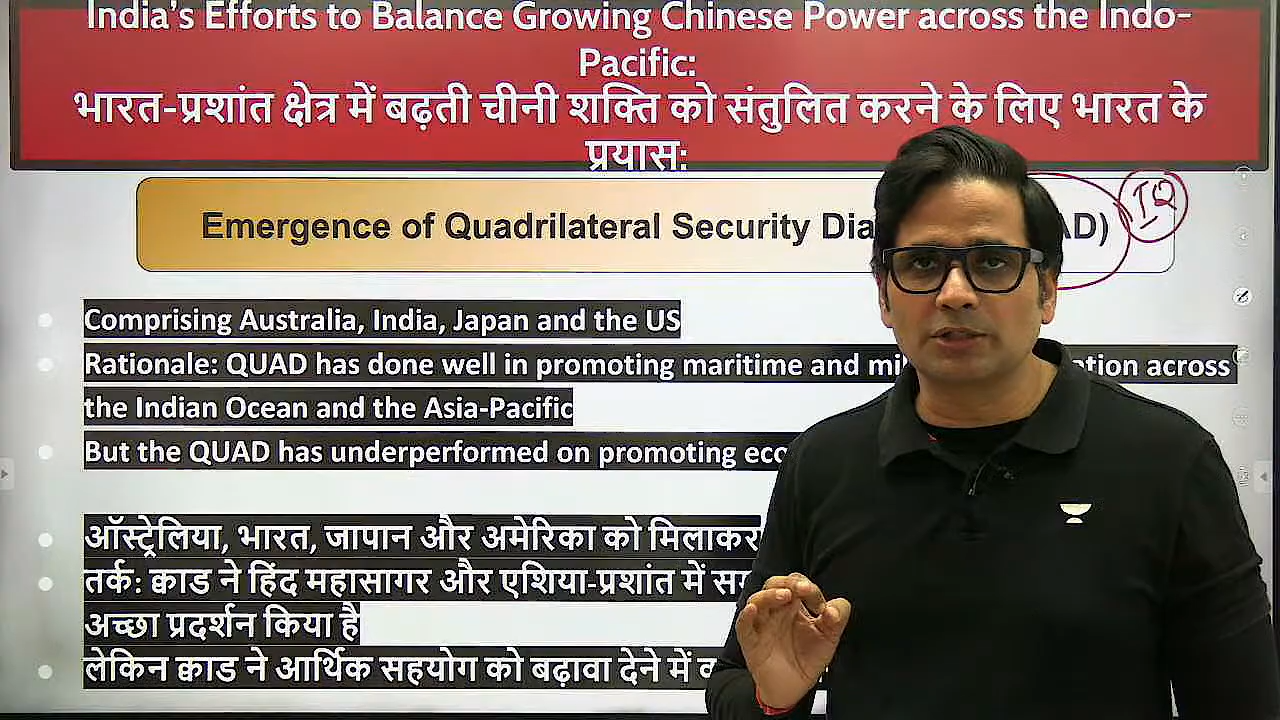 India's Efforts to Balance Growing Chinese Power across the Indo-
Pacific:
भारत-प्रशांत क्षेत्र में बढ़ती चीनी शक्ति को संतुलित करने के लिए भारत के
प्रयास:
Emergence of Quadrilateral Security Dia AD) IQ
Comprising Australia, India, Japan and the US
Rationale: QUAD has done well in promoting maritime and across
the Indian Ocean and the Asia-Pacific
But the QUAD has underperformed on promoting
ऑस्ट्रेलिया, भारत, जापान और अमेरिका को मिलाकर
तर्क: क्वाड ने हिंद महासागर और एशिया-प्रशांत में
अच्छा प्रदर्शन किया है
लेकिन क्वाड ने आर्थिक सहयोग को बढ़ावा देने में